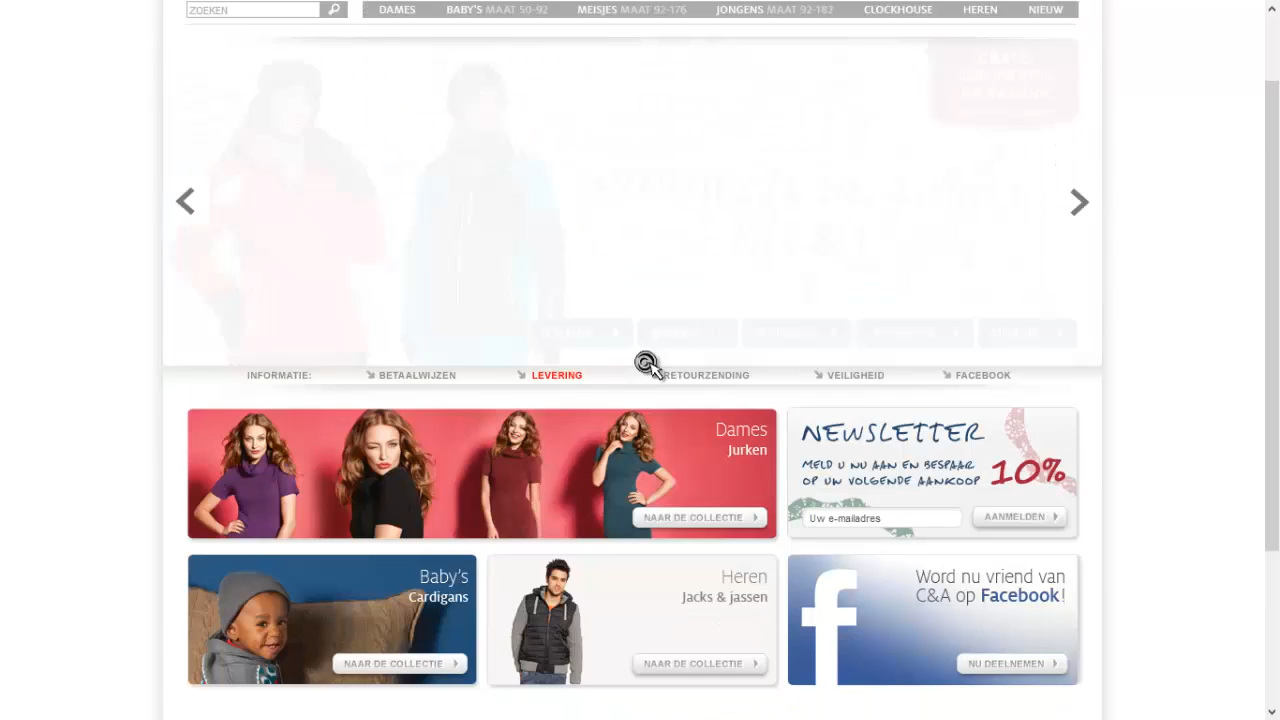 ZOEKEN
DAMES BABY'S MAAT 50-92 MEISJES MAAT 92-176 JONGENS MAAT 92-182 CLOCKHOUSE HEREN NIEUW
INFORMATIE: BETAALWIJZEN LEVERING RETOURZENDING VEILIGHEID FACEBOOK
Dames
Jurken
NAAR DE COLLECTIE
NEWSLETTER
MELD U NU AAN EN BESPAAR
OP UW VOLGENDE AANKOOP 10%
Uw e-mailadres AANMELDEN
Baby's
Cardigans
NAAR DE COLLECTIE
Heren
Jacks & jassen
NAAR DE COLLECTIE
Word nu vriend van
C&A op Facebook!
NU DEELNEMEN